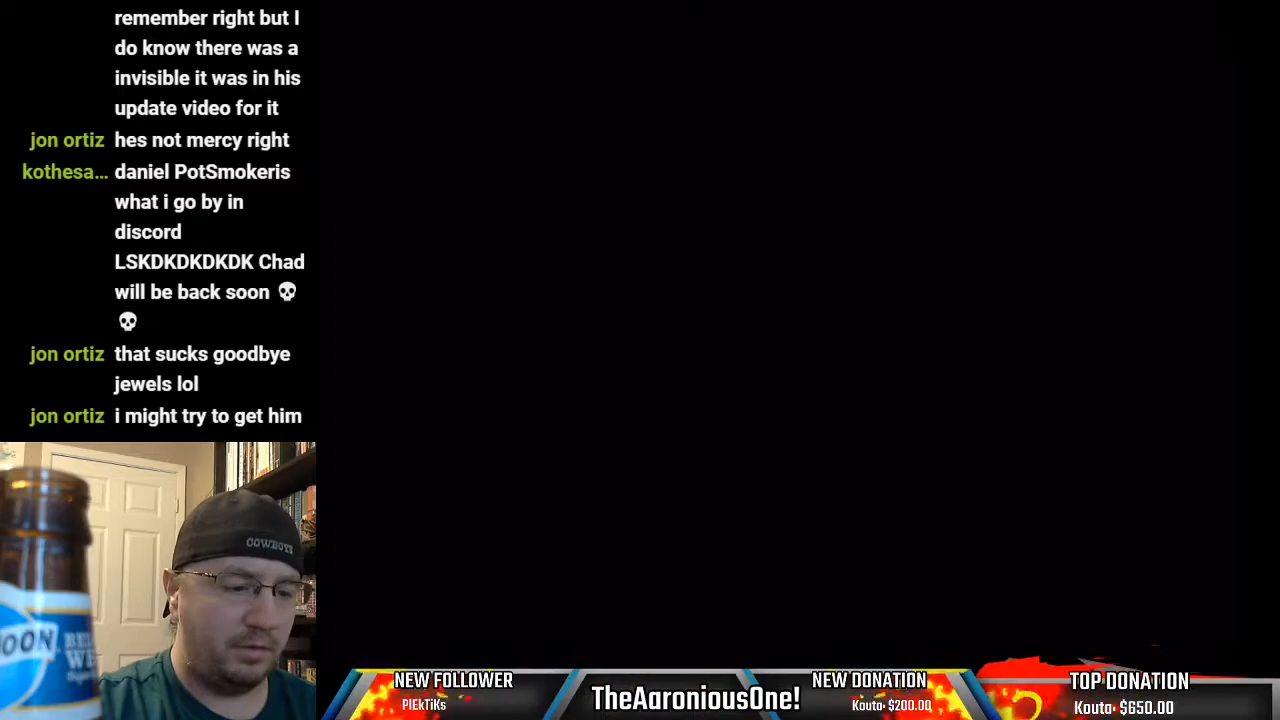 remember right but I
do know there was a
invisible it was in his
update video for it
jon ortiz hes not mercy right
kothesa... daniel PotSmokeris
what i go by in
discord
LSKDKDKDKDK Chad
will be back soon 💀
💀
jon ortiz that sucks goodbye
jewels lol
jon ortiz i might try to get him
COWBOYS
OON
NEW FOLLOWER
PIEkTiKs
TheAaroniousOne!
NEW DONATION
Kouta· $200.00
TOP DONATION
Kouta· $650.00